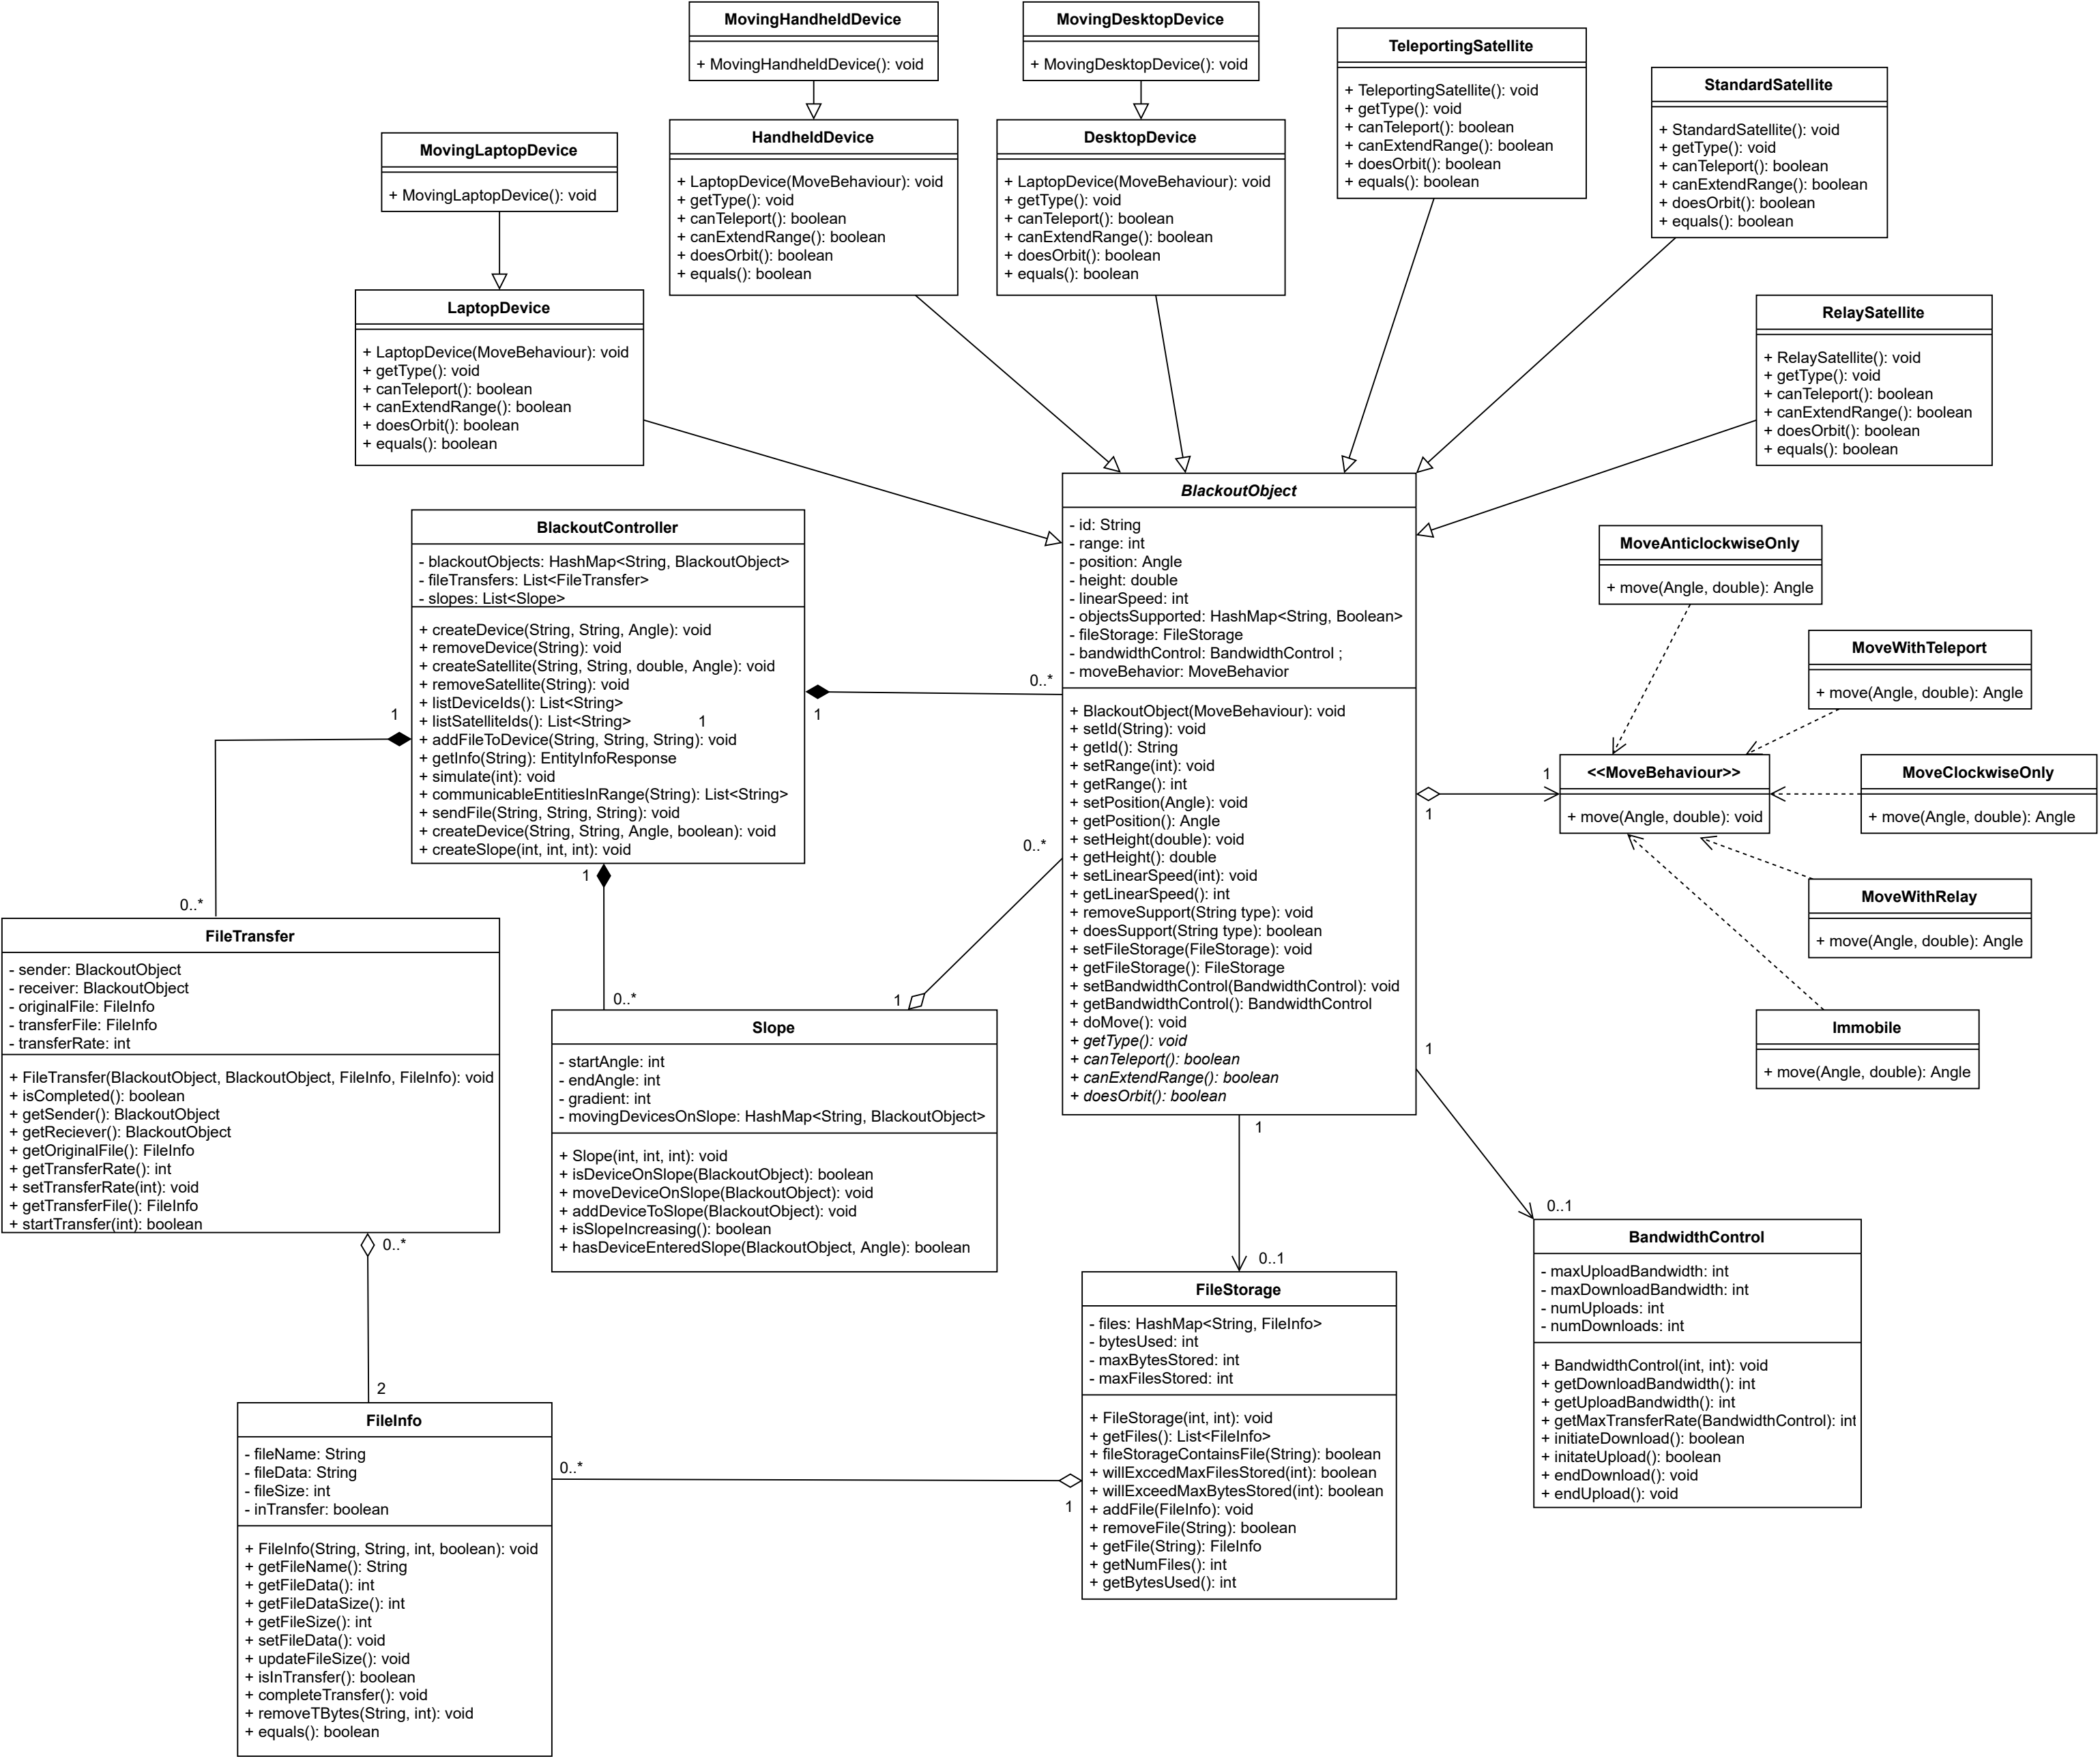 MovingHandheldDevice
+ MovingHandheldDevice(): void
MovingDesktopDevice
+ MovingDesktopDevice(): void
TeleportingSatellite
+ TeleportingSatellite(): void
+ getType(): void
+ canTeleport(): boolean
+ canExtendRange(): boolean
+ doesOrbit(): boolean
+ equals(): boolean
StandardSatellite
+ StandardSatellite(): void
+ getType(): void
+ canTeleport(): boolean
+ canExtendRange(): boolean
+ doesOrbit(): boolean
+ equals(): boolean
MovingLaptopDevice
+ MovingLaptopDevice(): void
HandheldDevice
+ LaptopDevice(MoveBehaviour): void
+ getType(): void
+ canTeleport(): boolean
+ canExtendRange(): boolean
+ doesOrbit(): boolean
+ equals(): boolean
DesktopDevice
+ LaptopDevice(MoveBehaviour): void
+ getType(): void
+ canTeleport(): boolean
+ canExtendRange(): boolean
+ doesOrbit(): boolean
+ equals(): boolean
LaptopDevice
+ LaptopDevice(MoveBehaviour): void
+ getType(): void
+ canTeleport(): boolean
+ canExtendRange(): boolean
+ doesOrbit(): boolean
+ equals(): boolean
RelaySatellite
+ RelaySatellite(): void
+ getType(): void
+ canTeleport(): boolean
+ canExtendRange(): boolean
+ doesOrbit(): boolean
+ equals(): boolean
BlackoutController
- blackoutObjects: HashMap<String, BlackoutObject>
- fileTransfers: List<FileTransfer>
- slopes: List<Slope>
+ createDevice(String, String, Angle): void
+ removeDevice(String): void
+ createSatellite(String, String, double, Angle): void
+ removeSatellite(String): void
+ listDeviceIds(): List<String>
+ listSatelliteIds(): List<String>
1
+ addFileToDevice(String, String, String): void
+ getInfo(String): EntityInfoResponse
+ simulate(int): void
+ communicableEntitiesInRange(String): List<String>
+ sendFile(String, String, String): void
+ createDevice(String, String, Angle, boolean): void
+ createSlope(int, int, int): void
1
0..*
1
0..*
1
0..*
BlackoutObject
- id: String
- range: int
- position: Angle
- height: double
- linearSpeed: int
- objectsSupported: HashMap<String, Boolean>
- fileStorage: FileStorage
- bandwidthControl: BandwidthControl ;
- moveBehavior: MoveBehavior
+ BlackoutObject(MoveBehaviour): void
+ setId(String): void
+ getId(): String
+ setRange(int): void
+ getRange(): int
+ setPosition(Angle): void
+ getPosition(): Angle
+ setHeight(double): void
+ getHeight(): double
+ setLinearSpeed(int): void
+ getLinearSpeed(): int
+ removeSupport(String type): void
+ doesSupport(String type): boolean
+ setFileStorage(FileStorage): void
+ getFileStorage(): FileStorage
+ setBandwidthControl(BandwidthControl): void
+ getBandwidthControl(): BandwidthControl
+ doMove(): void
+ getType(): void
+ canTeleport(): boolean
+ canExtendRange(): boolean
+ doesOrbit(): boolean
0..*
1
1
1
1
0..1
1
0..1
MoveAnticlockwiseOnly
+ move(Angle, double): Angle
MoveWithTeleport
+ move(Angle, double): Angle
<<MoveBehaviour>>
+ move(Angle, double): void
MoveClockwiseOnly
+ move(Angle, double): Angle
MoveWithRelay
+ move(Angle, double): Angle
Immobile
+ move(Angle, double): Angle
FileTransfer
- sender: BlackoutObject
- receiver: BlackoutObject
- originalFile: FileInfo
- transferFile: FileInfo
- transferRate: int
+ FileTransfer(BlackoutObject, BlackoutObject, FileInfo, FileInfo): void
+ isCompleted(): boolean
+ getSender(): BlackoutObject
+ getReciever(): BlackoutObject
+ getOriginalFile(): FileInfo
+ getTransferRate(): int
+ setTransferRate(int): void
+ getTransferFile(): FileInfo
+ startTransfer(int): boolean
0..*
2
Slope
- startAngle: int
- endAngle: int
- gradient: int
- movingDevicesOnSlope: HashMap<String, BlackoutObject>
+ Slope(int, int, int): void
+ isDeviceOnSlope(BlackoutObject): boolean
+ moveDeviceOnSlope(BlackoutObject): void
+ addDeviceToSlope(BlackoutObject): void
+ isSlopeIncreasing(): boolean
+ hasDeviceEnteredSlope(BlackoutObject, Angle): boolean
BandwidthControl
- maxUploadBandwidth: int
- maxDownloadBandwidth: int
- numUploads: int
- numDownloads: int
+ BandwidthControl(int, int): void
+ getDownloadBandwidth(): int
+ getUploadBandwidth(): int
+ getMaxTransferRate(BandwidthControl): int
+ initiateDownload(): boolean
+ initateUpload(): boolean
+ endDownload(): void
+ endUpload(): void
FileStorage
- files: HashMap<String, FileInfo>
- bytesUsed: int
- maxBytesStored: int
- maxFilesStored: int
+ FileStorage(int, int): void
+ getFiles(): List<FileInfo>
+ fileStorageContainsFile(String): boolean
+ willExccedMaxFilesStored(int): boolean
+ willExceedMaxBytesStored(int): boolean
+ addFile(FileInfo): void
+ removeFile(String): boolean
+ getFile(String): FileInfo
+ getNumFiles(): int
+ getBytesUsed(): int
0..*
1
FileInfo
- fileName: String
- fileData: String
- fileSize: int
- inTransfer: boolean
+ FileInfo(String, String, int, boolean): void
+ getFileName(): String
+ getFileData(): int
+ getFileDataSize(): int
+ getFileSize(): int
+ setFileData(): void
+ updateFileSize(): void
+ isInTransfer(): boolean
+ completeTransfer(): void
+ removeTBytes(String, int): void
+ equals(): boolean